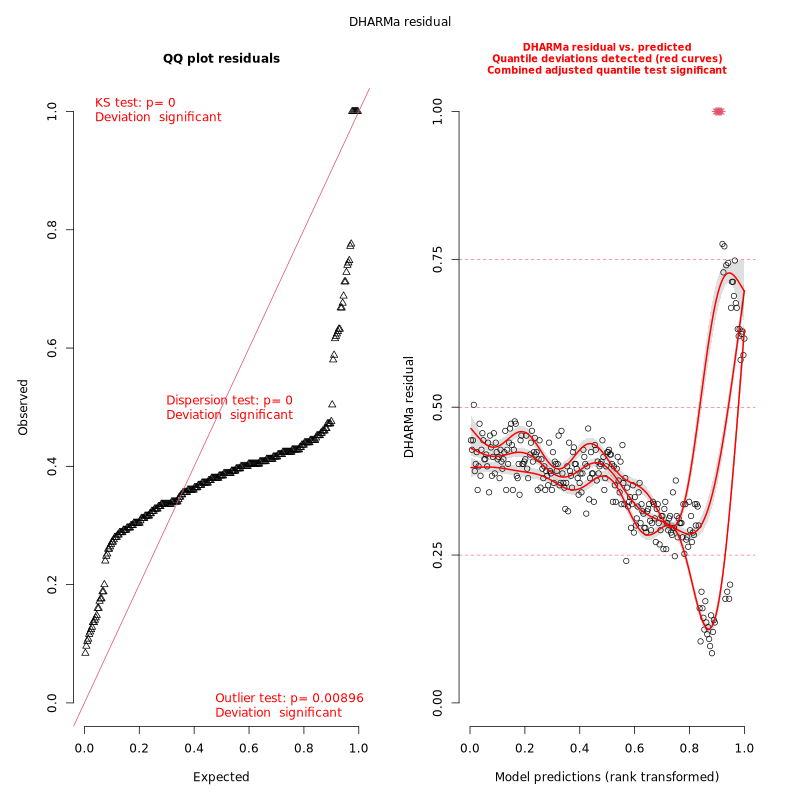 DHARMa residual
QQ plot residuals
KS test: p= 0
Deviation significant
Dispersion test: p= 0
Deviation significant
Outlier test: p= 0.00896
Deviation significant
Observed
0.0
0.2
0.4
0.6
0.8
1.0
0.0
0.2
0.4
0.6
0.8
1.0
Expected
DHARMa residual vs. predicted
Quantile deviations detected (red curves)
Combined adjusted quantile test significant
DHARMa residual
0.00
0.25
0.50
0.75
1.00
0.0
0.2
0.4
0.6
0.8
1.0
Model predictions (rank transformed)